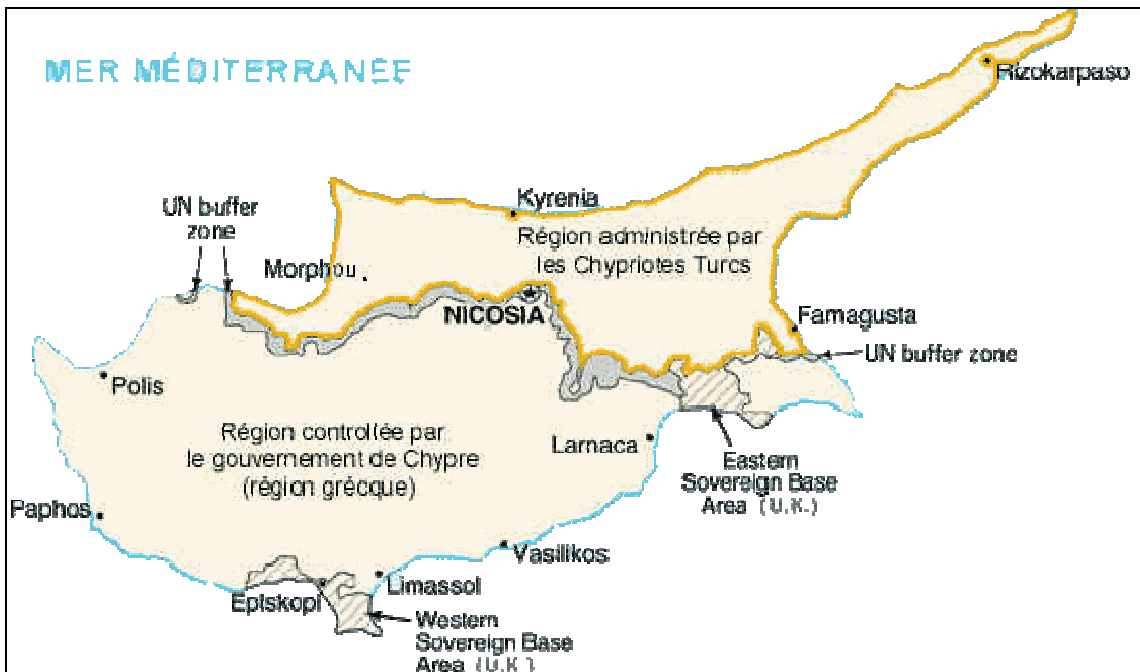 MER MÉDITERRANÉE
Rizokarpaso
UN buffer
zone
Kyrenia
Région administrée par
les Chypriotes Turcs
Morphou
NICOSIA
Famagusta
UN buffer zone
Polis
Région controllée par
le gouvernement de Chypre
(région grécque)
Larnaca
Eastern
Sovereign Base
Area (U.K.)
Paphos
Vasilikos
Limassol
Episkopi
Western
Sovereign Base
Area (U.K)